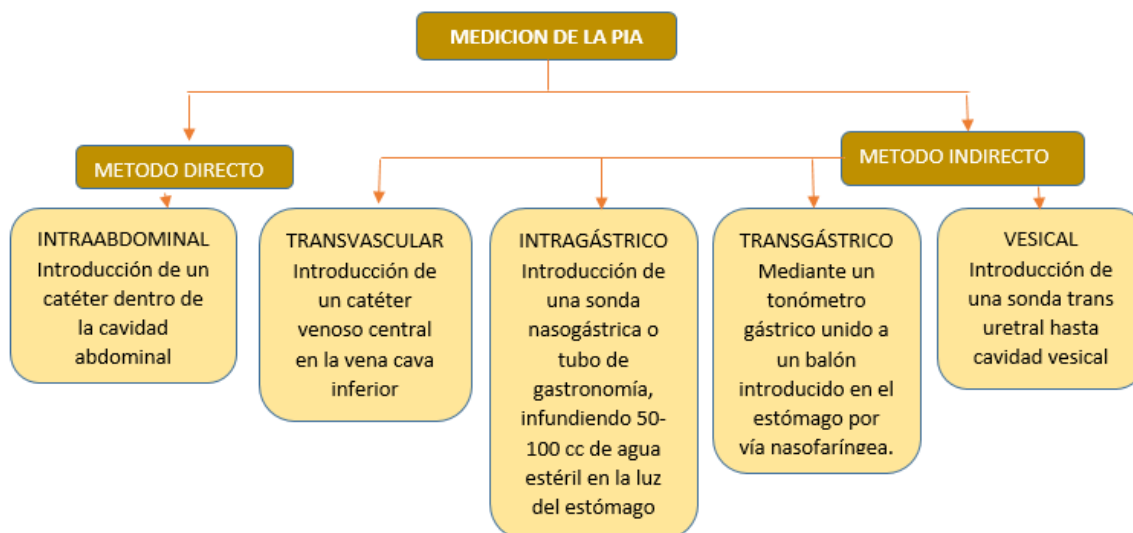 MEDICION DE LA PIA
METODO DIRECTO
METODO INDIRECTO
INTRAABDOMINAL
Introducción de un
catéter dentro de
la cavidad
abdominal
TRANSVASCULAR
Introducción de
un catéter
venoso central
en la vena cava
inferior
INTRAGÁSTRICO
Introducción de
una sonda
nasogástrica o
tubo de
gastronomía,
infundiendo 50-
100 cc de agua
estéril en la luz
del estómago
TRANSGÁSTRICO
Mediante un
tonómetro
gástrico unido a
un balón
introducido en el
estómago por
vía nasofaríngea.
VESICAL
Introducción de
una sonda trans
uretral hasta
cavidad vesical